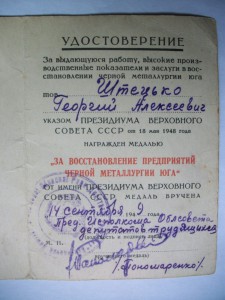 УДОСТОВЕРЕНИЕ
За выдающуюся работу, высокие произ-
водственные показатели и заслуги в вос-
становлении черной металлургии юга
тов.
Штецько
Георгий Алексеевич
УКАЗОМ ПРЕЗИДИУМА ВЕРХОВНОГО
СОВЕТА СССР от 18 мая 1948 года
НАГРАЖДЕН МЕДАЛЬЮ
"ЗА ВОССТАНОВЛЕНИЕ ПРЕДПРИЯТИЙ
ЧЕРНОЙ МЕТАЛЛУРГИИ ЮГА"
ОТ ИМЕНИ ПРЕЗИДИУМА ВЕРХОВНОГО
СОВЕТА СССР МЕДАЛЬ ВРУЧЕНА
14 сентября 1949
Пред. Исполкома Облсовета
депутатов трудящихся
М. П.
/Пономаренко/